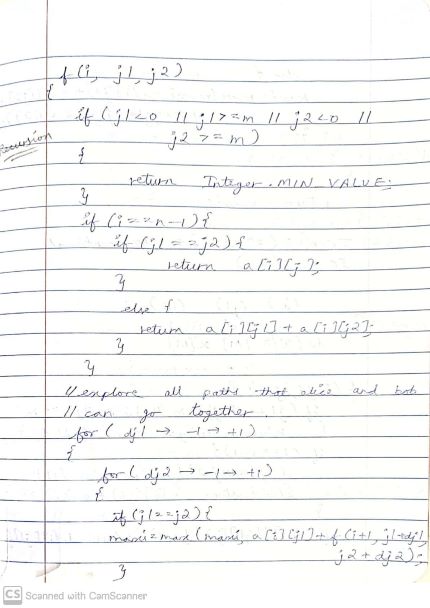 f (i, j1, j2)
{
if (j1<0 || j1>=m || j2<0 ||
j2 >= m)
Recursion
{
return Integer.MIN_VALUE;
}
if (i==n-1){
if (j1==j2){
return a[i][j];
}
else {
return a[i][j1] + a[i][j2];
}
}
// explore all paths that alice and bob
// can go together.
for ( dj1 → -1 → +1)
{
for ( dj2 → -1 → +1)
{
if (j1==j2){
maxi=max (maxi, a[i][j1]+ f (i+1, j1+dj1,
j2+dj2);
}
CS Scanned with CamScanner